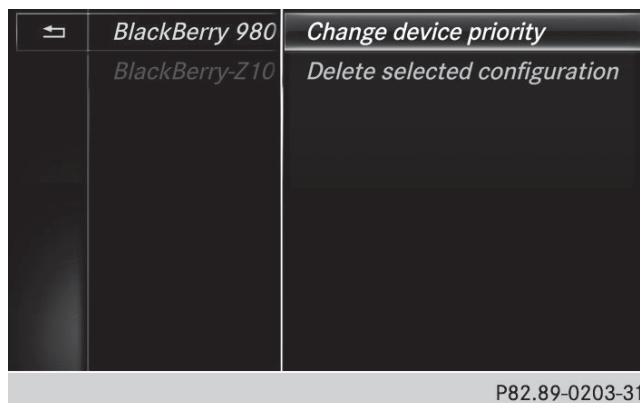 BlackBerry 980 Change device priority
BlackBerry-Z10 Delete selected configuration
P82.89-0203-31